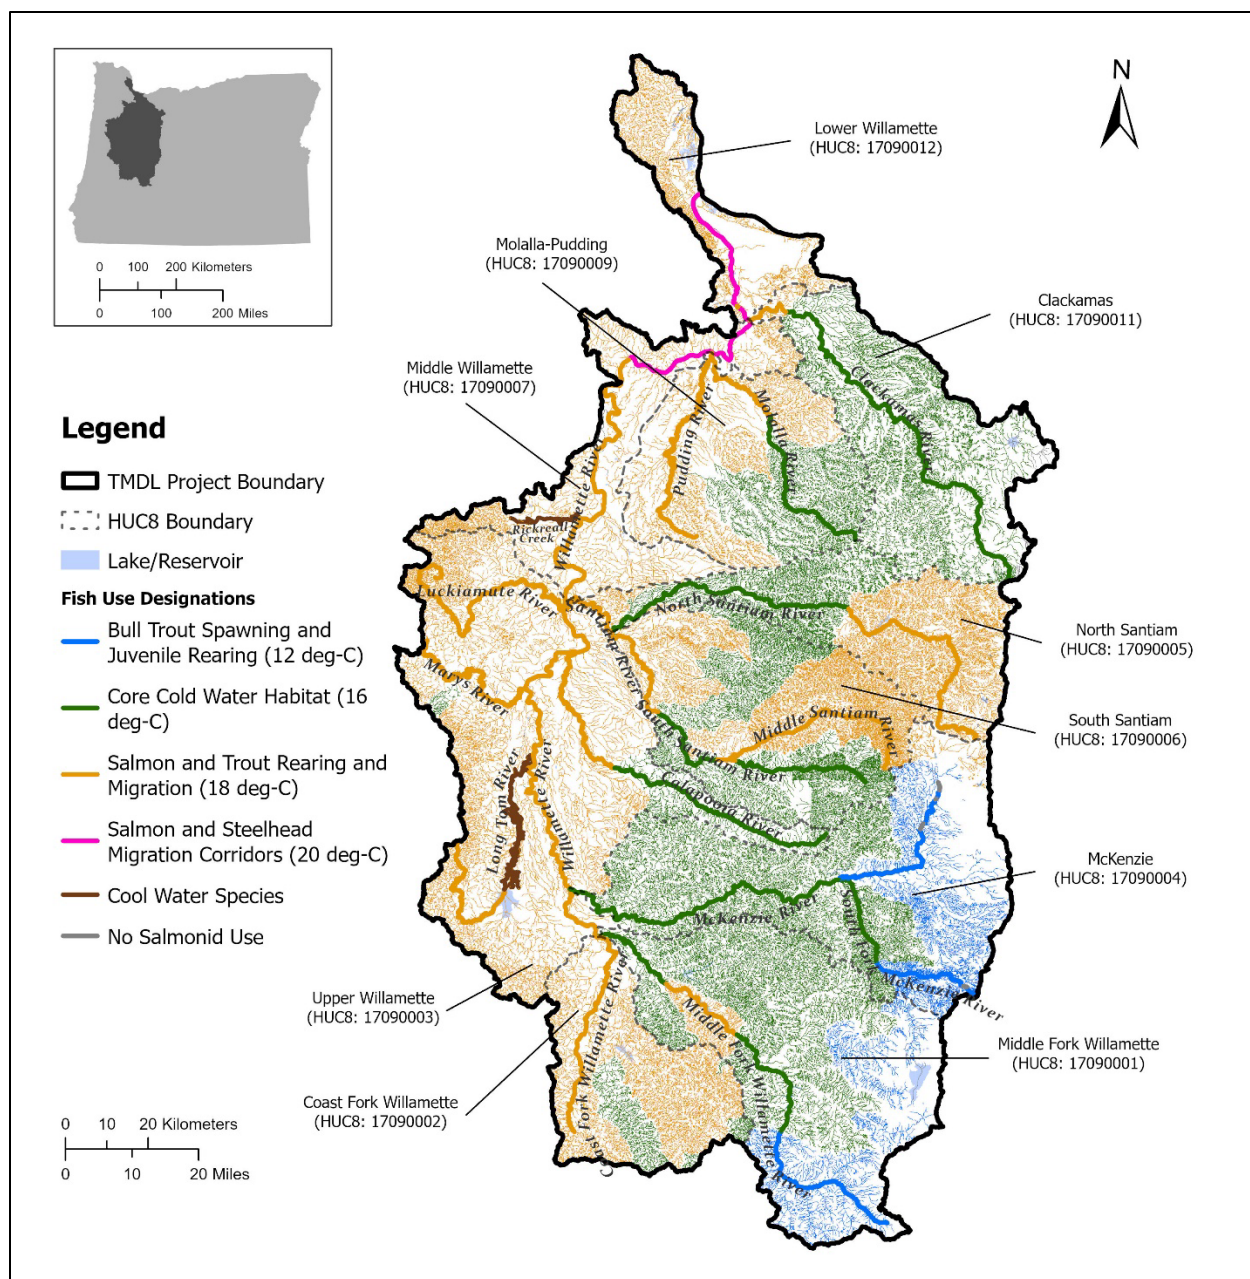 N
Lower Willamette
(HUC8: 17090012)
0 100 200 Kilometers
0 100 200 Miles
Molalla-Pudding
(HUC8: 17090009)
Clackamas
(HUC8: 17090011)
Middle Willamette
(HUC8: 17090007)
Legend
TMDL Project Boundary
HUC8 Boundary
Lake/Reservoir
Fish Use Designations
Bull Trout Spawning and
Juvenile Rearing (12 deg-C)
Core Cold Water Habitat (16
deg-C)
Salmon and Trout Rearing and
Migration (18 deg-C)
Salmon and Steelhead
Migration Corridors (20 deg-C)
Cool Water Species
No Salmonid Use
Clackamas River
Molalla River
Pudding River
Willamette River
Rickreall
Creek
Luckiamute River
Santiam River
North Santiam River
North Santiam
(HUC8: 17090005)
Marys River
South Santiam River
Middle Santiam
River
South Santiam
(HUC8: 17090006)
Long Tom River
Willamette River
Calapooia River
McKenzie
(HUC8: 17090004)
McKenzie River
South Fork
McKenzie River
Upper Willamette
(HUC8: 17090003)
Middle Fork Willamette
(HUC8: 17090001)
Coast Fork Willamette River
Middle Fork Willamette River
Coast Fork Willamette
(HUC8: 17090002)
0 10 20 Kilometers
0 10 20 Miles